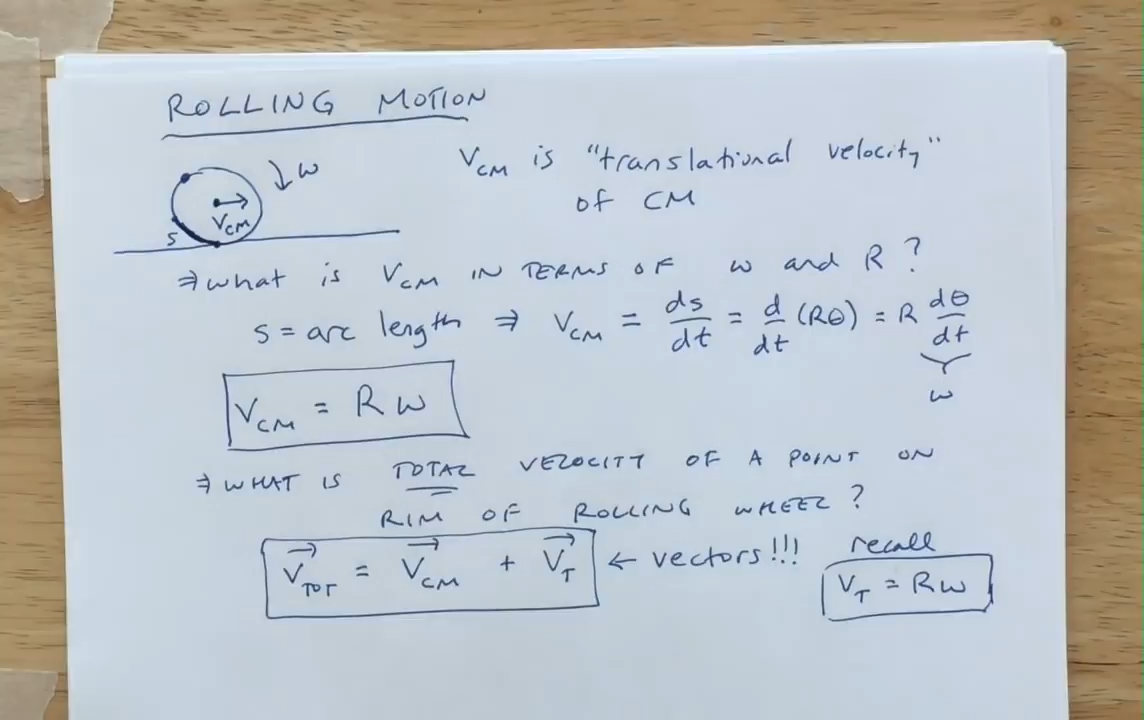 ROLLING MOTION
V_CM is "translational velocity"
of CM
ω
V_CM
s
⇒ what is V_CM IN TERMS OF ω and R ?
s = arc length ⇒ V_CM = ds/dt = d/dt (Rθ) = R dθ/dt
ω
V_CM = R ω
⇒ WHAT IS TOTAL VELOCITY OF A POINT ON
RIM OF ROLLING WHEEL ?
V⃗_TOT = V⃗_CM + V⃗_T ← vectors!!!
recall
V_T = Rω